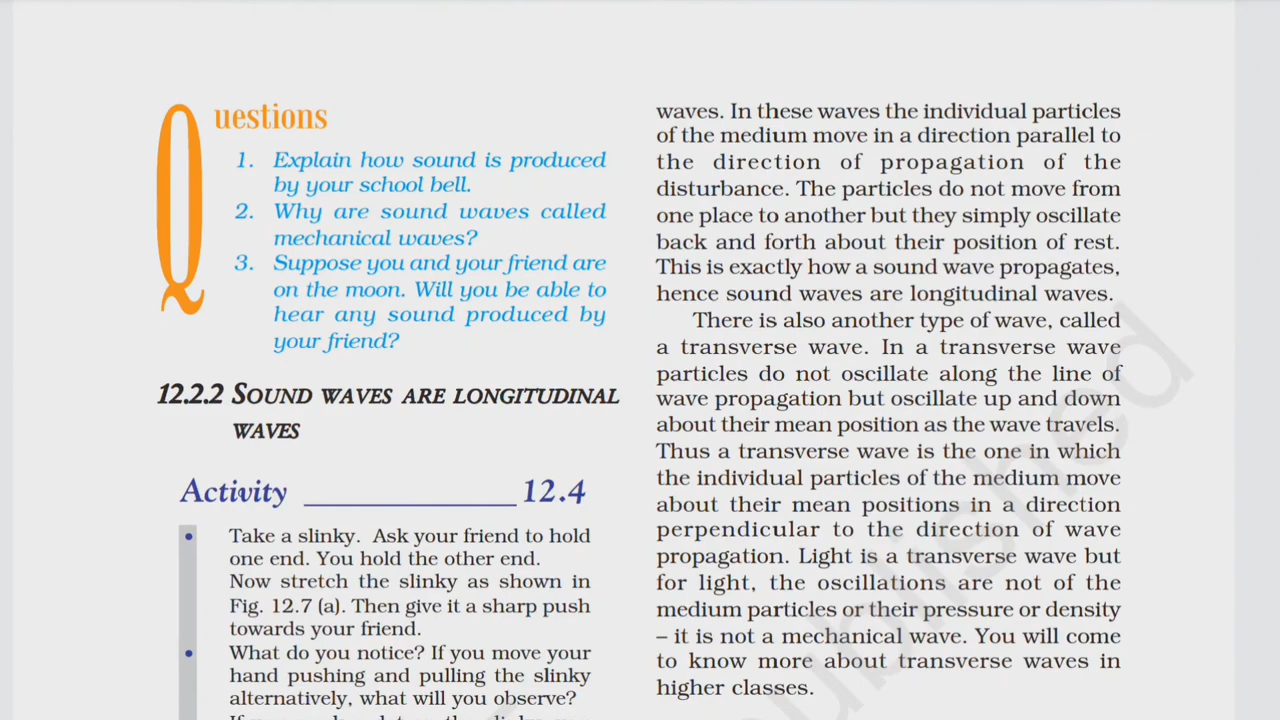 Questions
1. Explain how sound is produced
by your school bell.
2. Why are sound waves called
mechanical waves?
3. Suppose you and your friend are
on the moon. Will you be able to
hear any sound produced by
your friend?
12.2.2 SOUND WAVES ARE LONGITUDINAL
WAVES
Activity ______________ 12.4
• Take a slinky. Ask your friend to hold
one end. You hold the other end.
Now stretch the slinky as shown in
Fig. 12.7 (a). Then give it a sharp push
towards your friend.
• What do you notice? If you move your
hand pushing and pulling the slinky
alternatively, what will you observe?
waves. In these waves the individual particles
of the medium move in a direction parallel to
the direction of propagation of the
disturbance. The particles do not move from
one place to another but they simply oscillate
back and forth about their position of rest.
This is exactly how a sound wave propagates,
hence sound waves are longitudinal waves.
There is also another type of wave, called
a transverse wave. In a transverse wave
particles do not oscillate along the line of
wave propagation but oscillate up and down
about their mean position as the wave travels.
Thus a transverse wave is the one in which
the individual particles of the medium move
about their mean positions in a direction
perpendicular to the direction of wave
propagation. Light is a transverse wave but
for light, the oscillations are not of the
medium particles or their pressure or density
– it is not a mechanical wave. You will come
to know more about transverse waves in
higher classes.